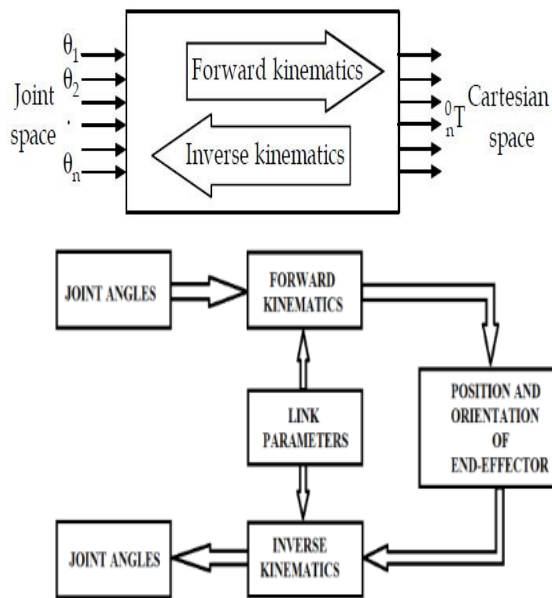 θ1
θ2
.
θn
Joint
space
Forward kinematics
Inverse kinematics
0nT
Cartesian
space
JOINT ANGLES
FORWARD
KINEMATICS
LINK
PARAMETERS
POSITION AND
ORIENTATION
OF
END-EFFECTOR
JOINT ANGLES
INVERSE
KINEMATICS